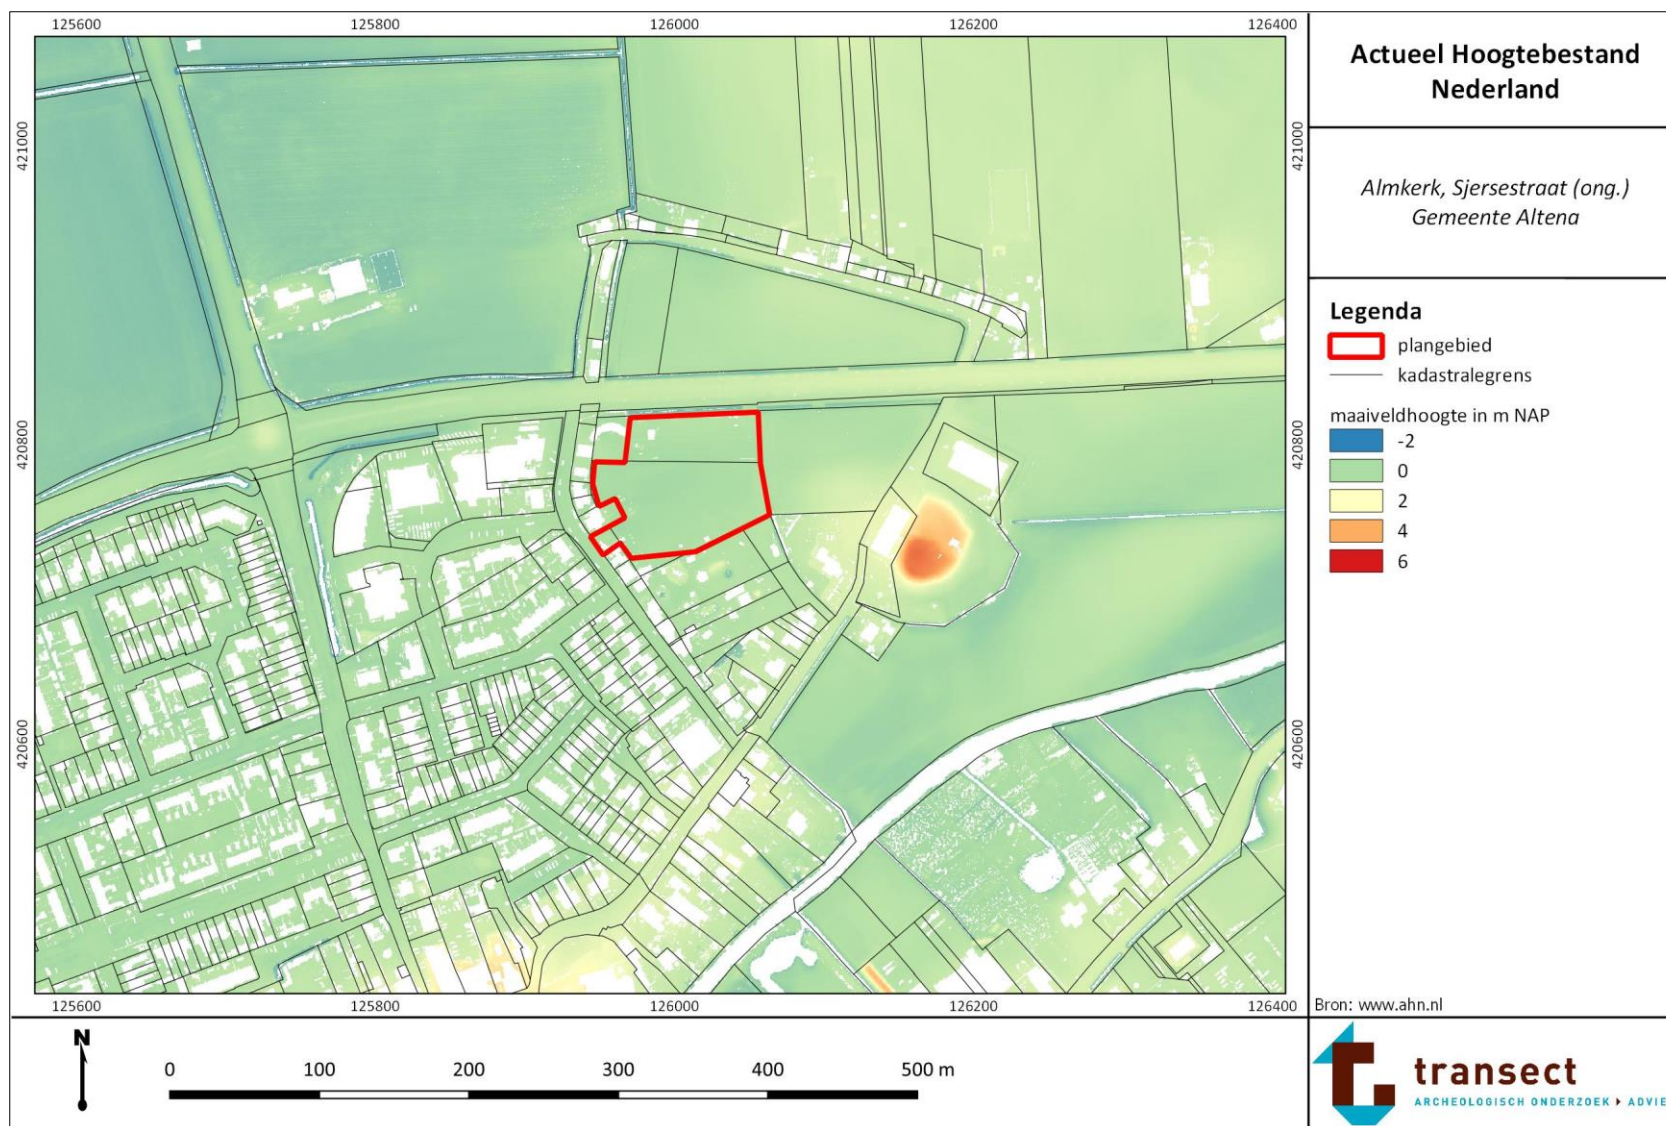 125600 125800 126000 126200 126400
421000
420800
420600
421000
420800
420600
125600 125800 126000 126200 126400
Actueel Hoogtebestand
Nederland
Almkerk, Sjersestraat (ong.)
Gemeente Altena
Legenda
plangebied
kadastralegrens
maaiveldhoogte in m NAP
-2
0
2
4
6
Bron: www.ahn.nl
N
0 100 200 300 400 500 m
transect
ARCHEOLOGISCH ONDERZOEK ADVIE